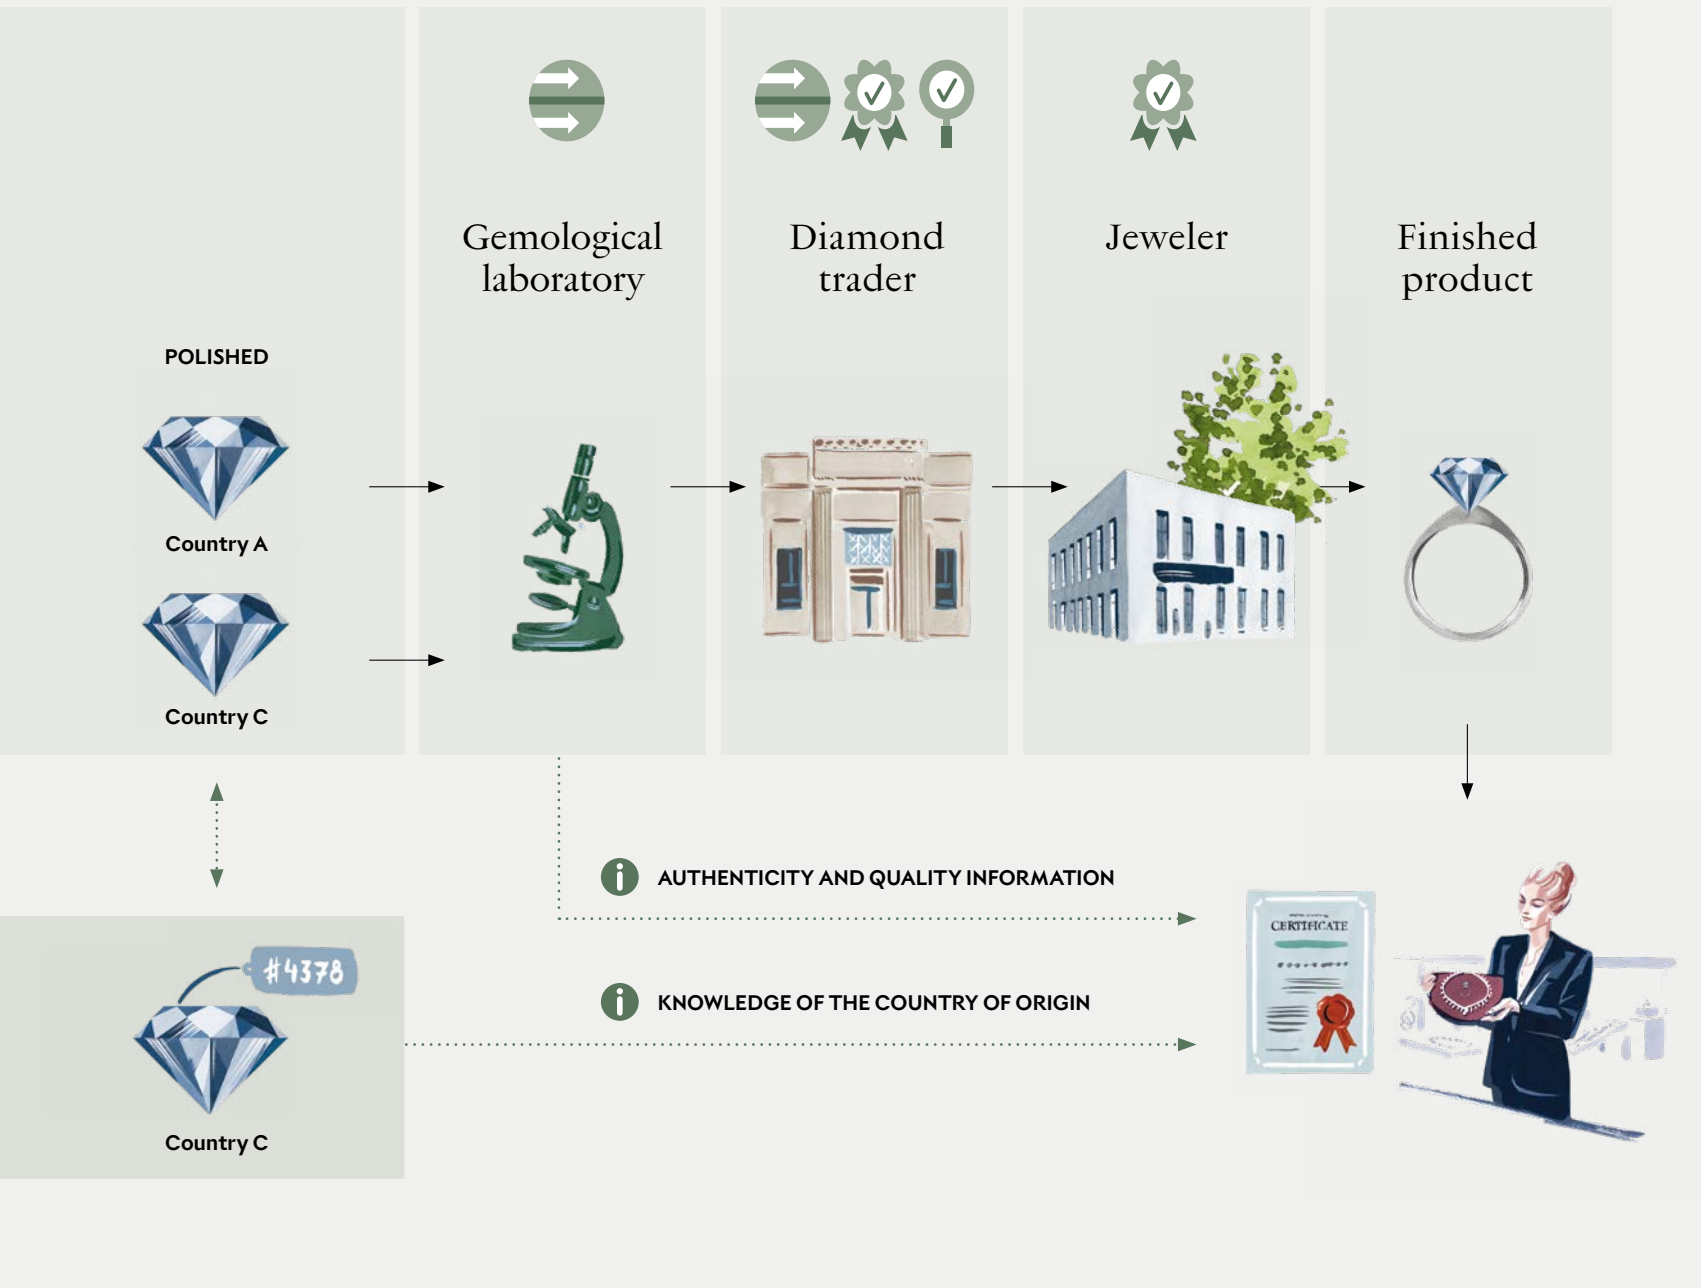 Gemological
laboratory
Diamond
trader
Jeweler
Finished
product
POLISHED
Country A
Country C
AUTHENTICITY AND QUALITY INFORMATION
CERTIFICATE
#4378
KNOWLEDGE OF THE COUNTRY OF ORIGIN
Country C